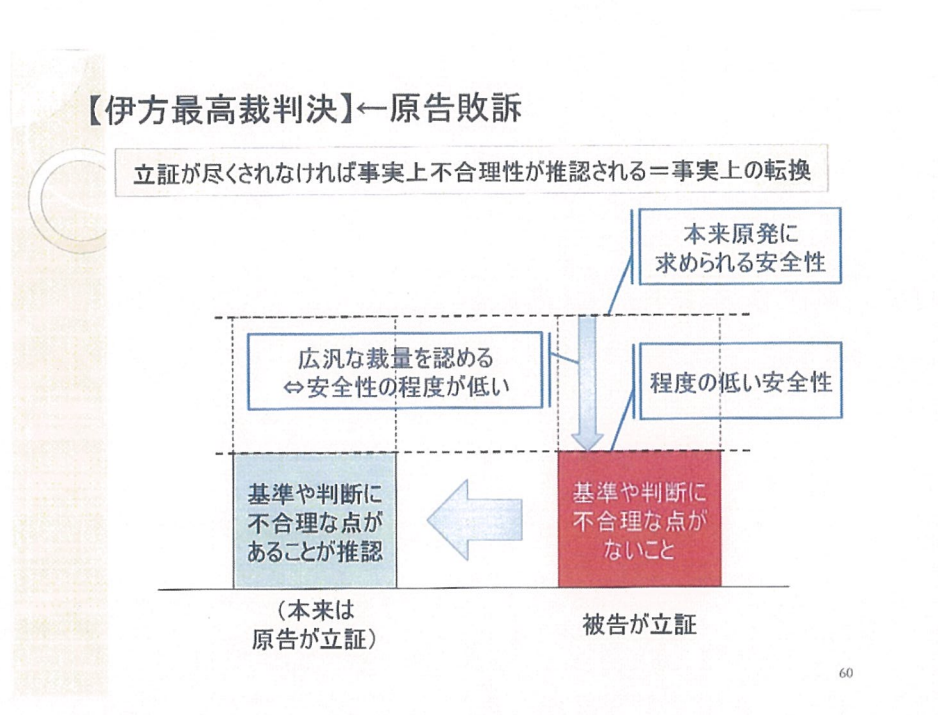 【伊方最高裁判決】←原告敗訴
立証が尽くされなければ事実上不合理性が推認される＝事実上の転換
本来原発に
求められる安全性
広汎な裁量を認める
⇔安全性の程度が低い
程度の低い安全性
基準や判断に
不合理な点が
あることが推認
基準や判断に
不合理な点が
ないこと
（本来は
原告が立証）
被告が立証
60